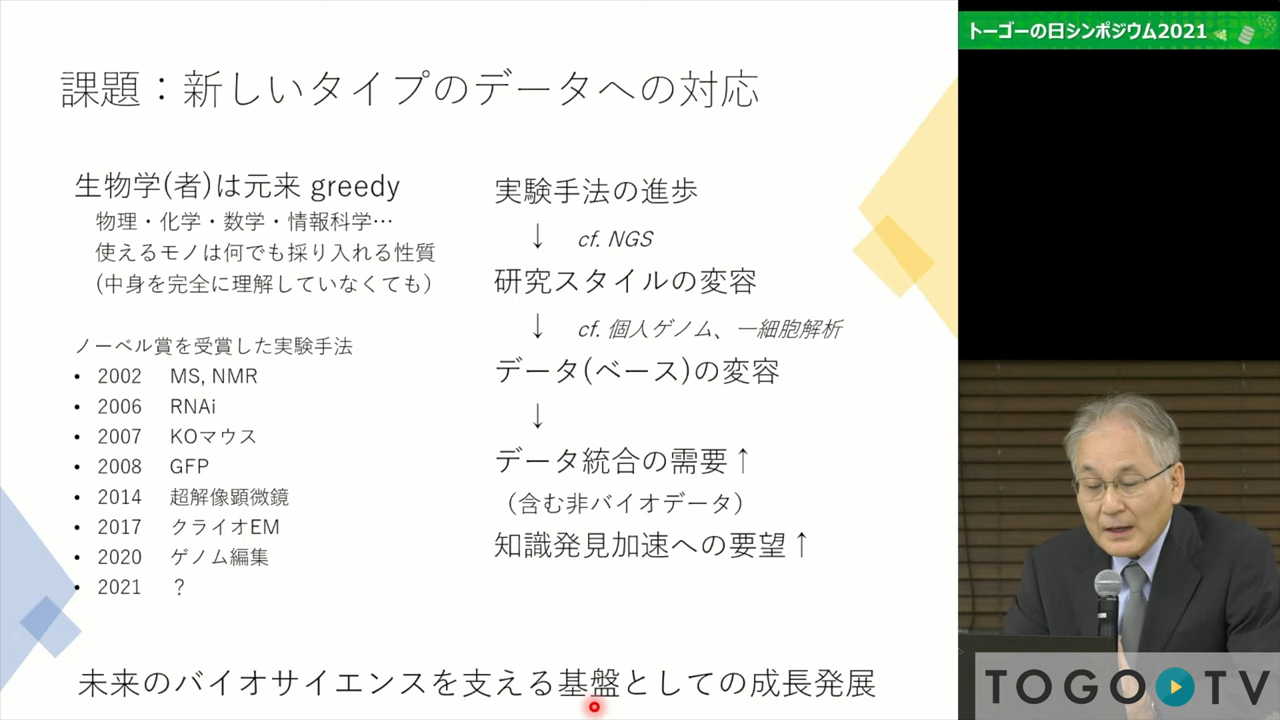 課題：新しいタイプのデータへの対応
生物学(者)は元来 greedy
物理・化学・数学・情報科学…
使えるモノは何でも採り入れる性質
(中身を完全に理解していなくても)
ノーベル賞を受賞した実験手法
• 2002 MS, NMR
• 2006 RNAi
• 2007 KOマウス
• 2008 GFP
• 2014 超解像顕微鏡
• 2017 クライオEM
• 2020 ゲノム編集
• 2021 ？
実験手法の進歩
↓ cf. NGS
研究スタイルの変容
↓ cf. 個人ゲノム、一細胞解析
データ(ベース)の変容
↓
データ統合の需要↑
（含む非バイオデータ）
知識発見加速への要望↑
未来のバイオサイエンスを支える基盤としての成長発展
トーゴーの日シンポジウム2021
TOGO TV